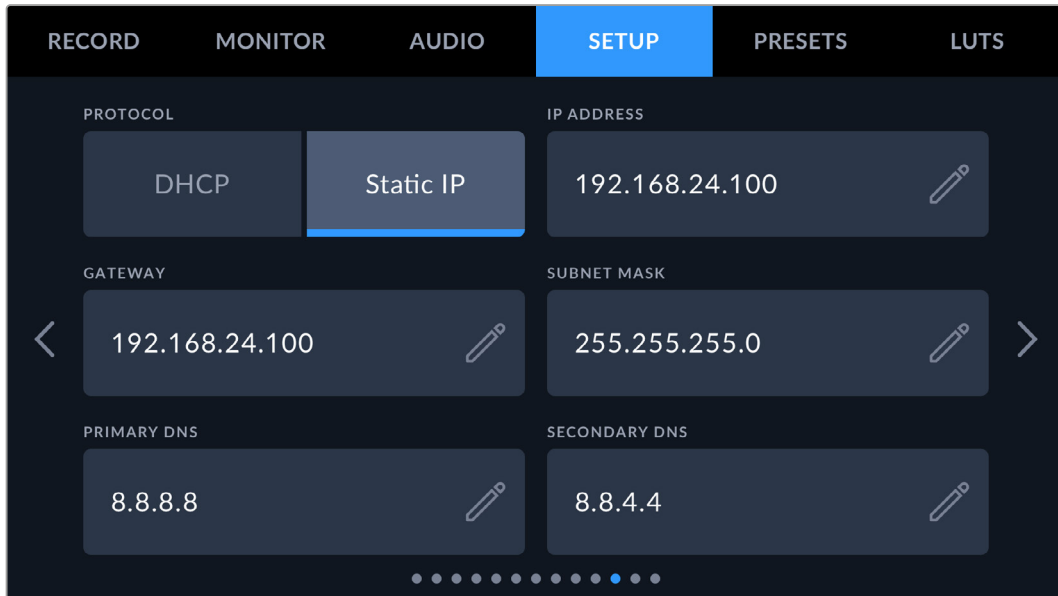 RECORD MONITOR AUDIO SETUP PRESETS LUTS
PROTOCOL IP ADDRESS
DHCP Static IP 192.168.24.100
GATEWAY SUBNET MASK
192.168.24.100 255.255.255.0
PRIMARY DNS SECONDARY DNS
8.8.8.8 8.8.4.4